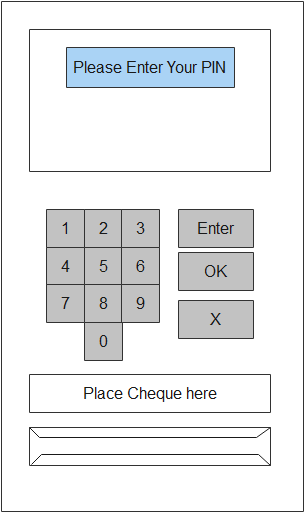 Please Enter Your PIN
1 2 3 Enter
4 5 6 OK
7 8 9 X
0
Place Cheque here